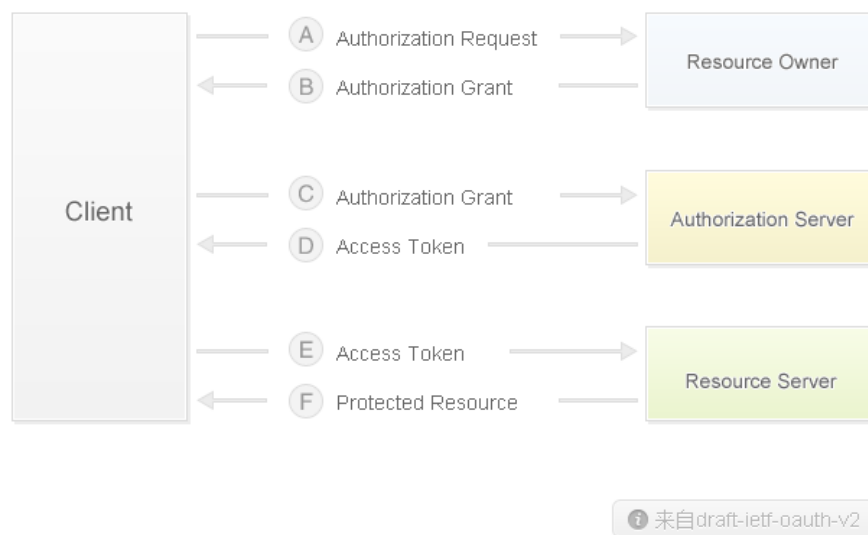 A Authorization Request
Resource Owner
B Authorization Grant
Client
C Authorization Grant
Authorization Server
D Access Token
E Access Token
Resource Server
F Protected Resource
来自draft-ietf-oauth-v2